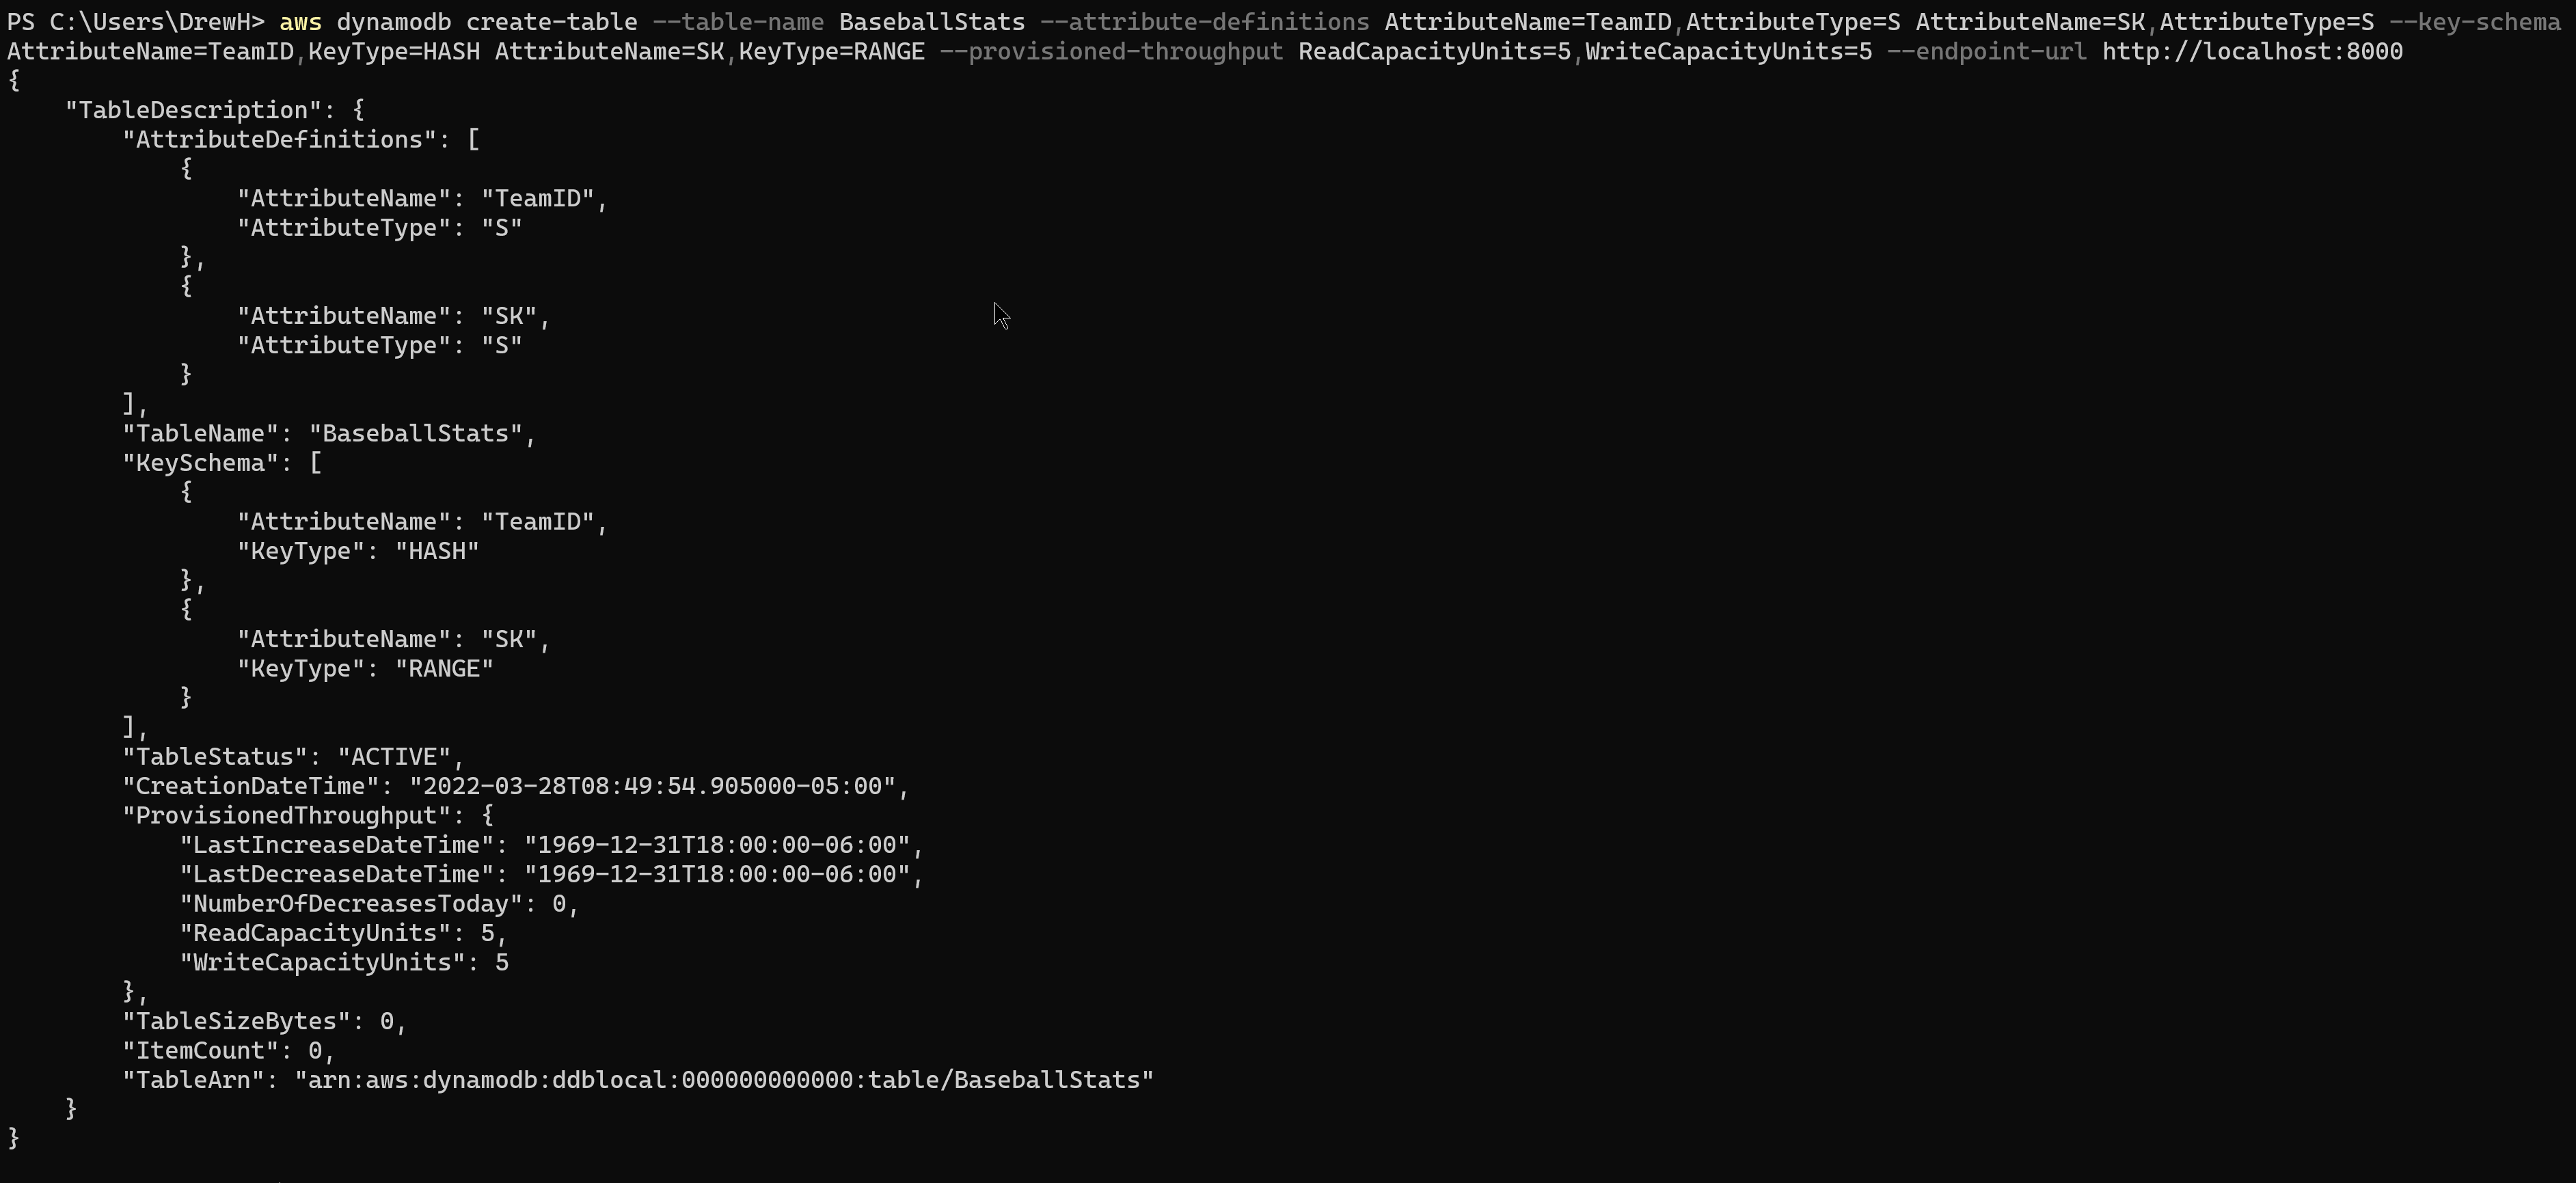 PS C:\Users\DrewH> aws dynamodb create-table --table-name BaseballStats --attribute-definitions AttributeName=TeamID,AttributeType=S AttributeName=SK,AttributeType=S --key-schema
AttributeName=TeamID,KeyType=HASH AttributeName=SK,KeyType=RANGE --provisioned-throughput ReadCapacityUnits=5,WriteCapacityUnits=5 --endpoint-url http://localhost:8000
{
    "TableDescription": {
        "AttributeDefinitions": [
            {
                "AttributeName": "TeamID",
                "AttributeType": "S"
            },
            {
                "AttributeName": "SK",
                "AttributeType": "S"
            }
        ],
        "TableName": "BaseballStats",
        "KeySchema": [
            {
                "AttributeName": "TeamID",
                "KeyType": "HASH"
            },
            {
                "AttributeName": "SK",
                "KeyType": "RANGE"
            }
        ],
        "TableStatus": "ACTIVE",
        "CreationDateTime": "2022-03-28T08:49:54.905000-05:00",
        "ProvisionedThroughput": {
            "LastIncreaseDateTime": "1969-12-31T18:00:00-06:00",
            "LastDecreaseDateTime": "1969-12-31T18:00:00-06:00",
            "NumberOfDecreasesToday": 0,
            "ReadCapacityUnits": 5,
            "WriteCapacityUnits": 5
        },
        "TableSizeBytes": 0,
        "ItemCount": 0,
        "TableArn": "arn:aws:dynamodb:ddblocal:000000000000:table/BaseballStats"
    }
}